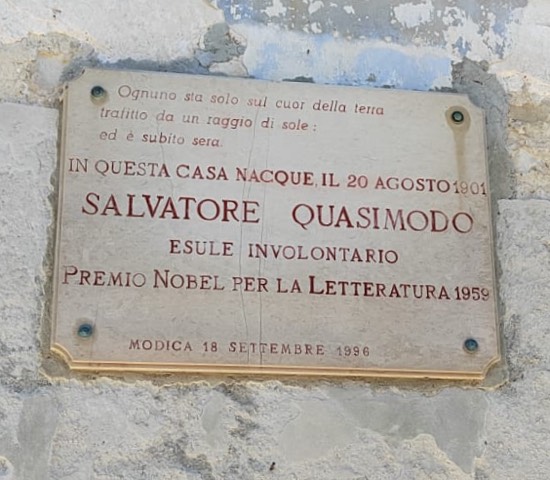 Ognuno sta solo sul cuor della terra
trafitto da un raggio di sole:
ed è subito sera.
IN QUESTA CASA NACQUE, IL 20 AGOSTO 1901
SALVATORE QUASIMODO
ESULE INVOLONTARIO
PREMIO NOBEL PER LA LETTERATURA 1959
MODICA 18 SETTEMBRE 1996